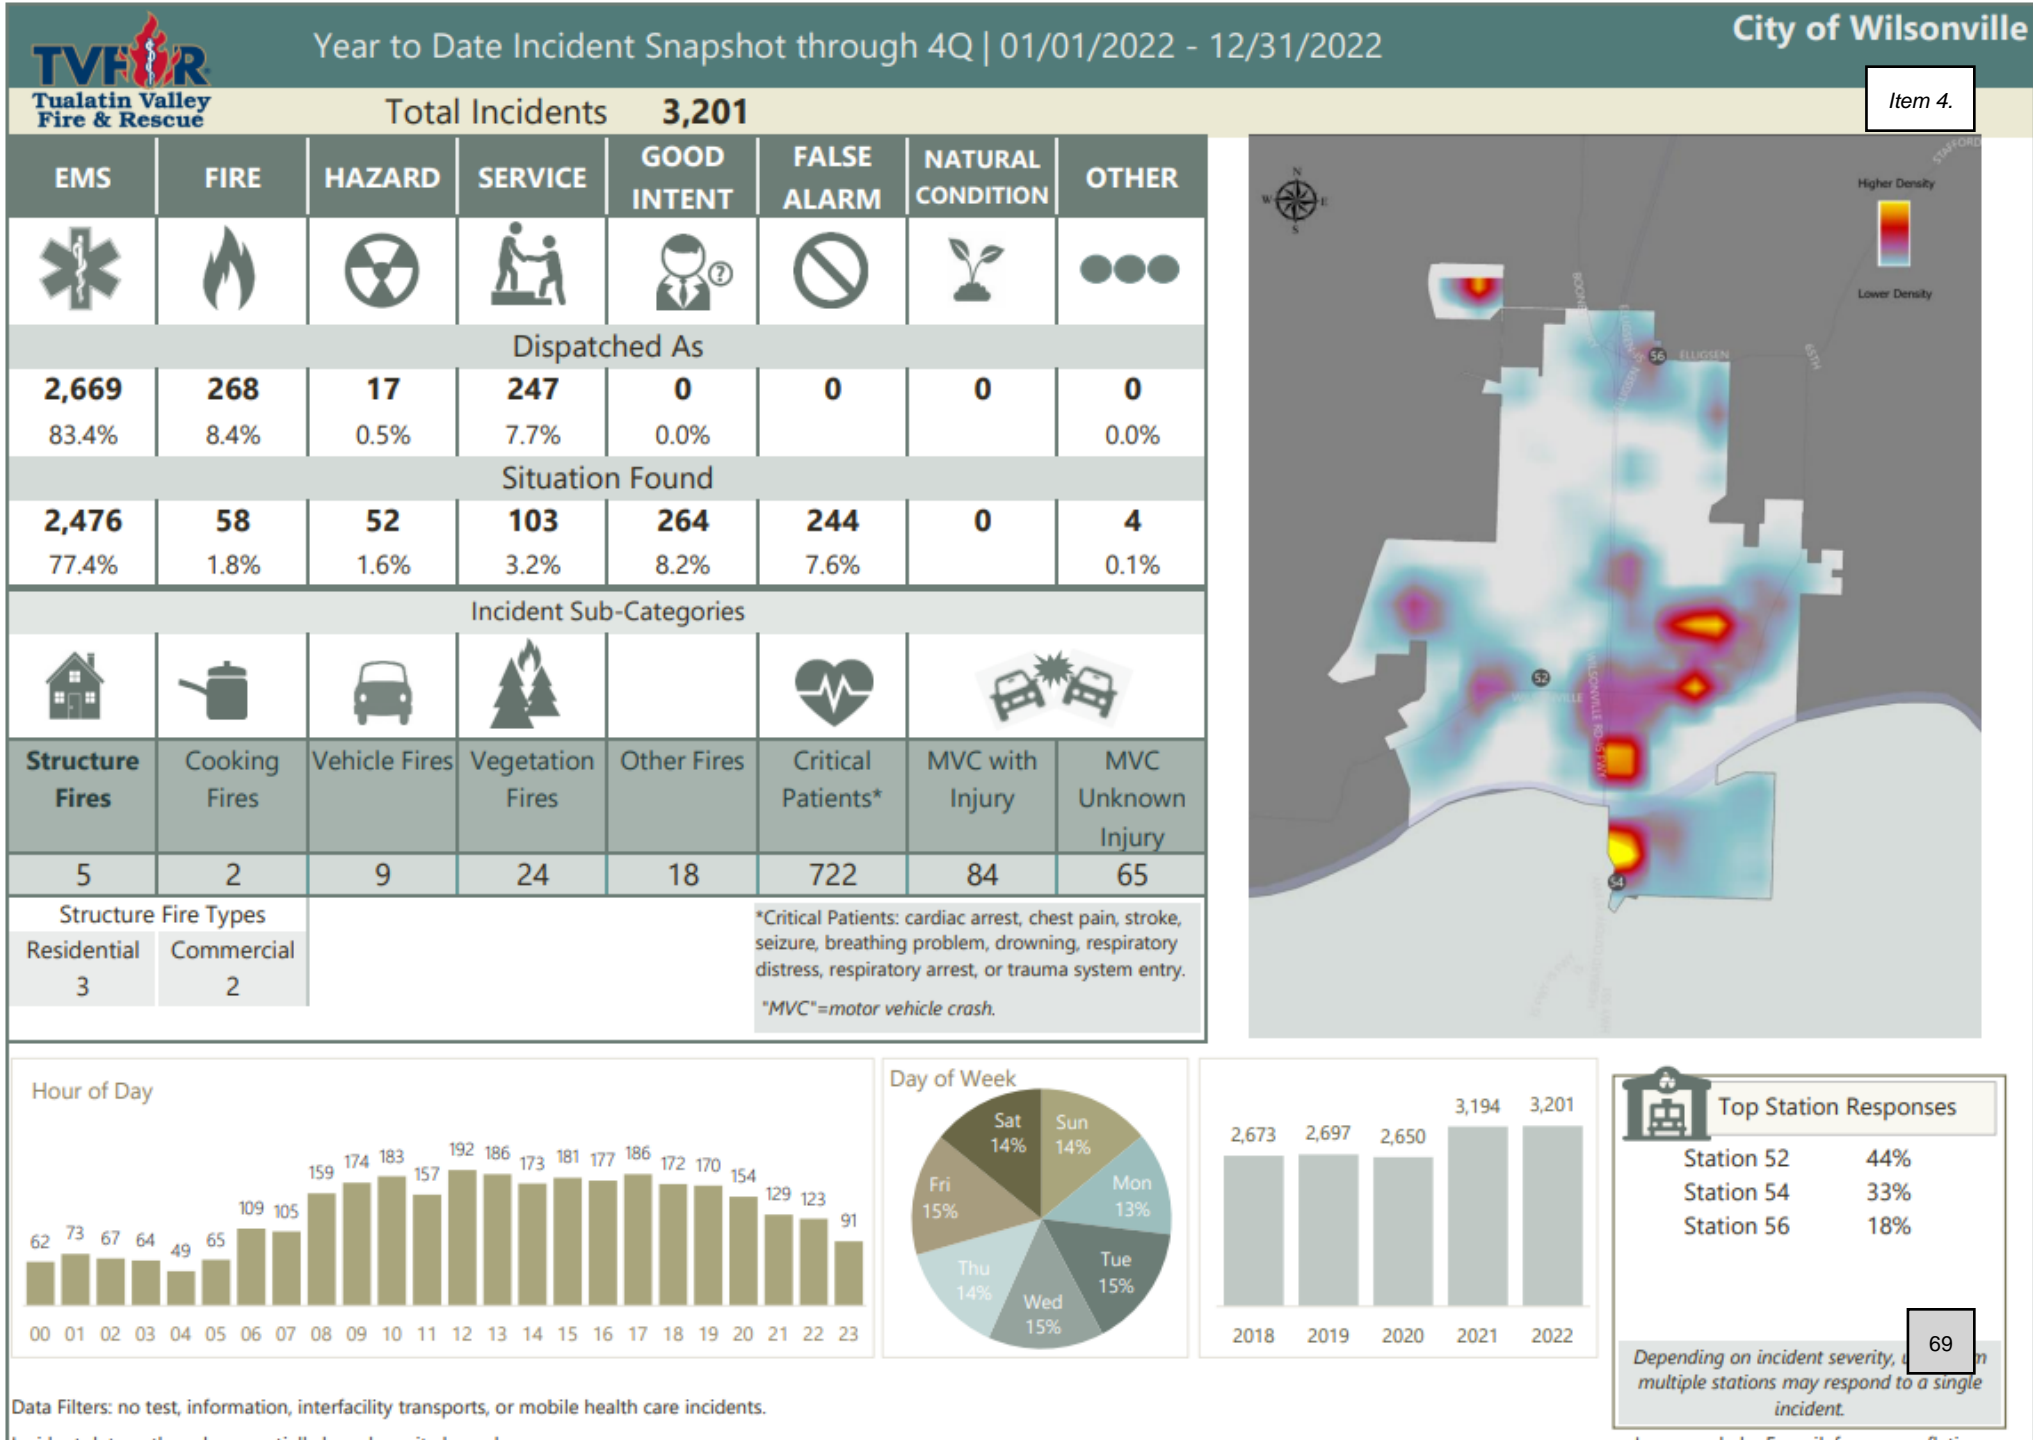 TVF&R
Tualatin Valley
Fire & Rescue
Year to Date Incident Snapshot through 4Q | 01/01/2022 - 12/31/2022
City of Wilsonville
Item 4.
Total Incidents 3,201
EMS FIRE HAZARD SERVICE GOOD INTENT FALSE ALARM NATURAL CONDITION OTHER
Dispatched As
2,669 268 17 247 0 0 0 0
83.4% 8.4% 0.5% 7.7% 0.0% 0.0%
Situation Found
2,476 58 52 103 264 244 0 4
77.4% 1.8% 1.6% 3.2% 8.2% 7.6% 0.1%
Incident Sub-Categories
Structure Fires Cooking Fires Vehicle Fires Vegetation Fires Other Fires Critical Patients* MVC with Injury MVC Unknown Injury
5 2 9 24 18 722 84 65
Structure Fire Types
Residential Commercial
3 2
*Critical Patients: cardiac arrest, chest pain, stroke,
seizure, breathing problem, drowning, respiratory
distress, respiratory arrest, or trauma system entry.
"MVC"=motor vehicle crash.
N
W E
S
STAFFORD
Higher Density
Lower Density
56
ELLIGSEN
65TH
52
54
Hour of Day
62 73 67 64 49 65 109 105 159 174 183 157 192 186 173 181 177 186 172 170 154 129 123 91
00 01 02 03 04 05 06 07 08 09 10 11 12 13 14 15 16 17 18 19 20 21 22 23
Day of Week
Sun
14%
Mon
13%
Tue
15%
Wed
15%
Thu
14%
Fri
15%
Sat
14%
2,673 2,697 2,650 3,194 3,201
2018 2019 2020 2021 2022
Top Station Responses
Station 52 44%
Station 54 33%
Station 56 18%
69
Depending on incident severity,
multiple stations may respond to a single
incident.
Data Filters: no test, information, interfacility transports, or mobile health care incidents.